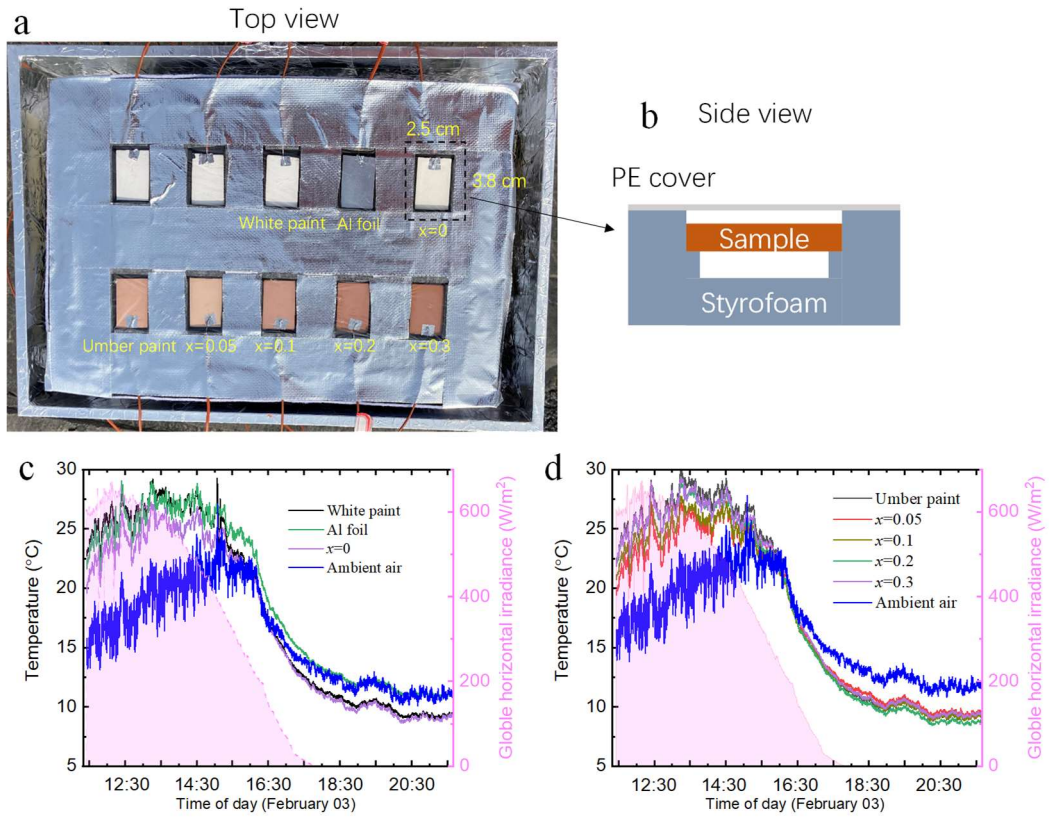 a
Top view
2.5 cm
3.8 cm
White paint Al foil
x=0
Umber paint x=0.05 x=0.1 x=0.2 x=0.3
b Side view
PE cover
Sample
Styrofoam
c
30
25
20
15
10
5
Temperature (°C)
White paint
Al foil
x=0
Ambient air
600
400
200
0
Globle horizontal irradiance (W/m²)
12:30 14:30 16:30 18:30 20:30
Time of day (February 03)
d
30
25
20
15
10
5
Temperature (°C)
Umber paint
x=0.05
x=0.1
x=0.2
x=0.3
Ambient air
600
400
200
0
Globle horizontal irradiance (W/m²)
12:30 14:30 16:30 18:30 20:30
Time of day (February 03)